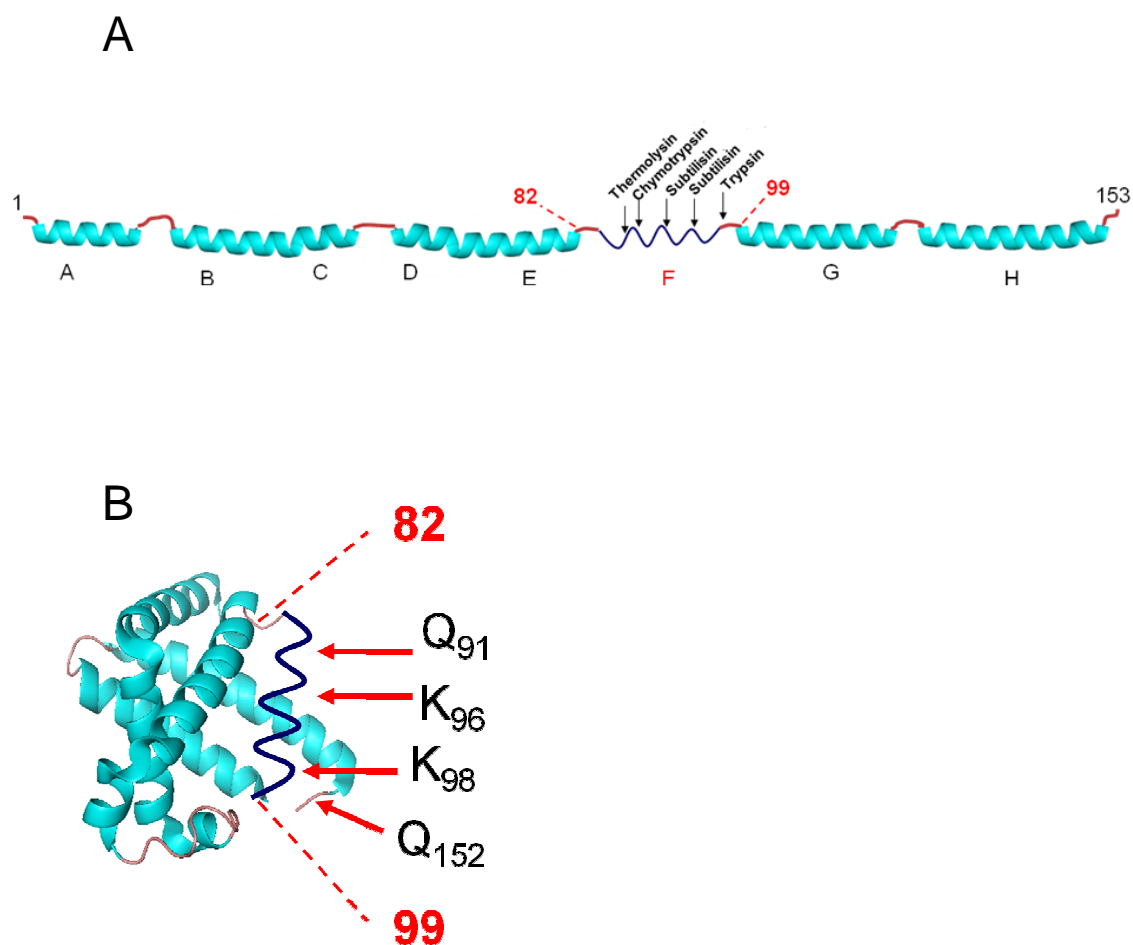 A
Thermolysin
Chymotrypsin
Subtilisin
Subtilisin
Trypsin
1
82
99
153
A
B
C
D
E
F
G
H
B
82
Q91
K96
K98
Q152
99